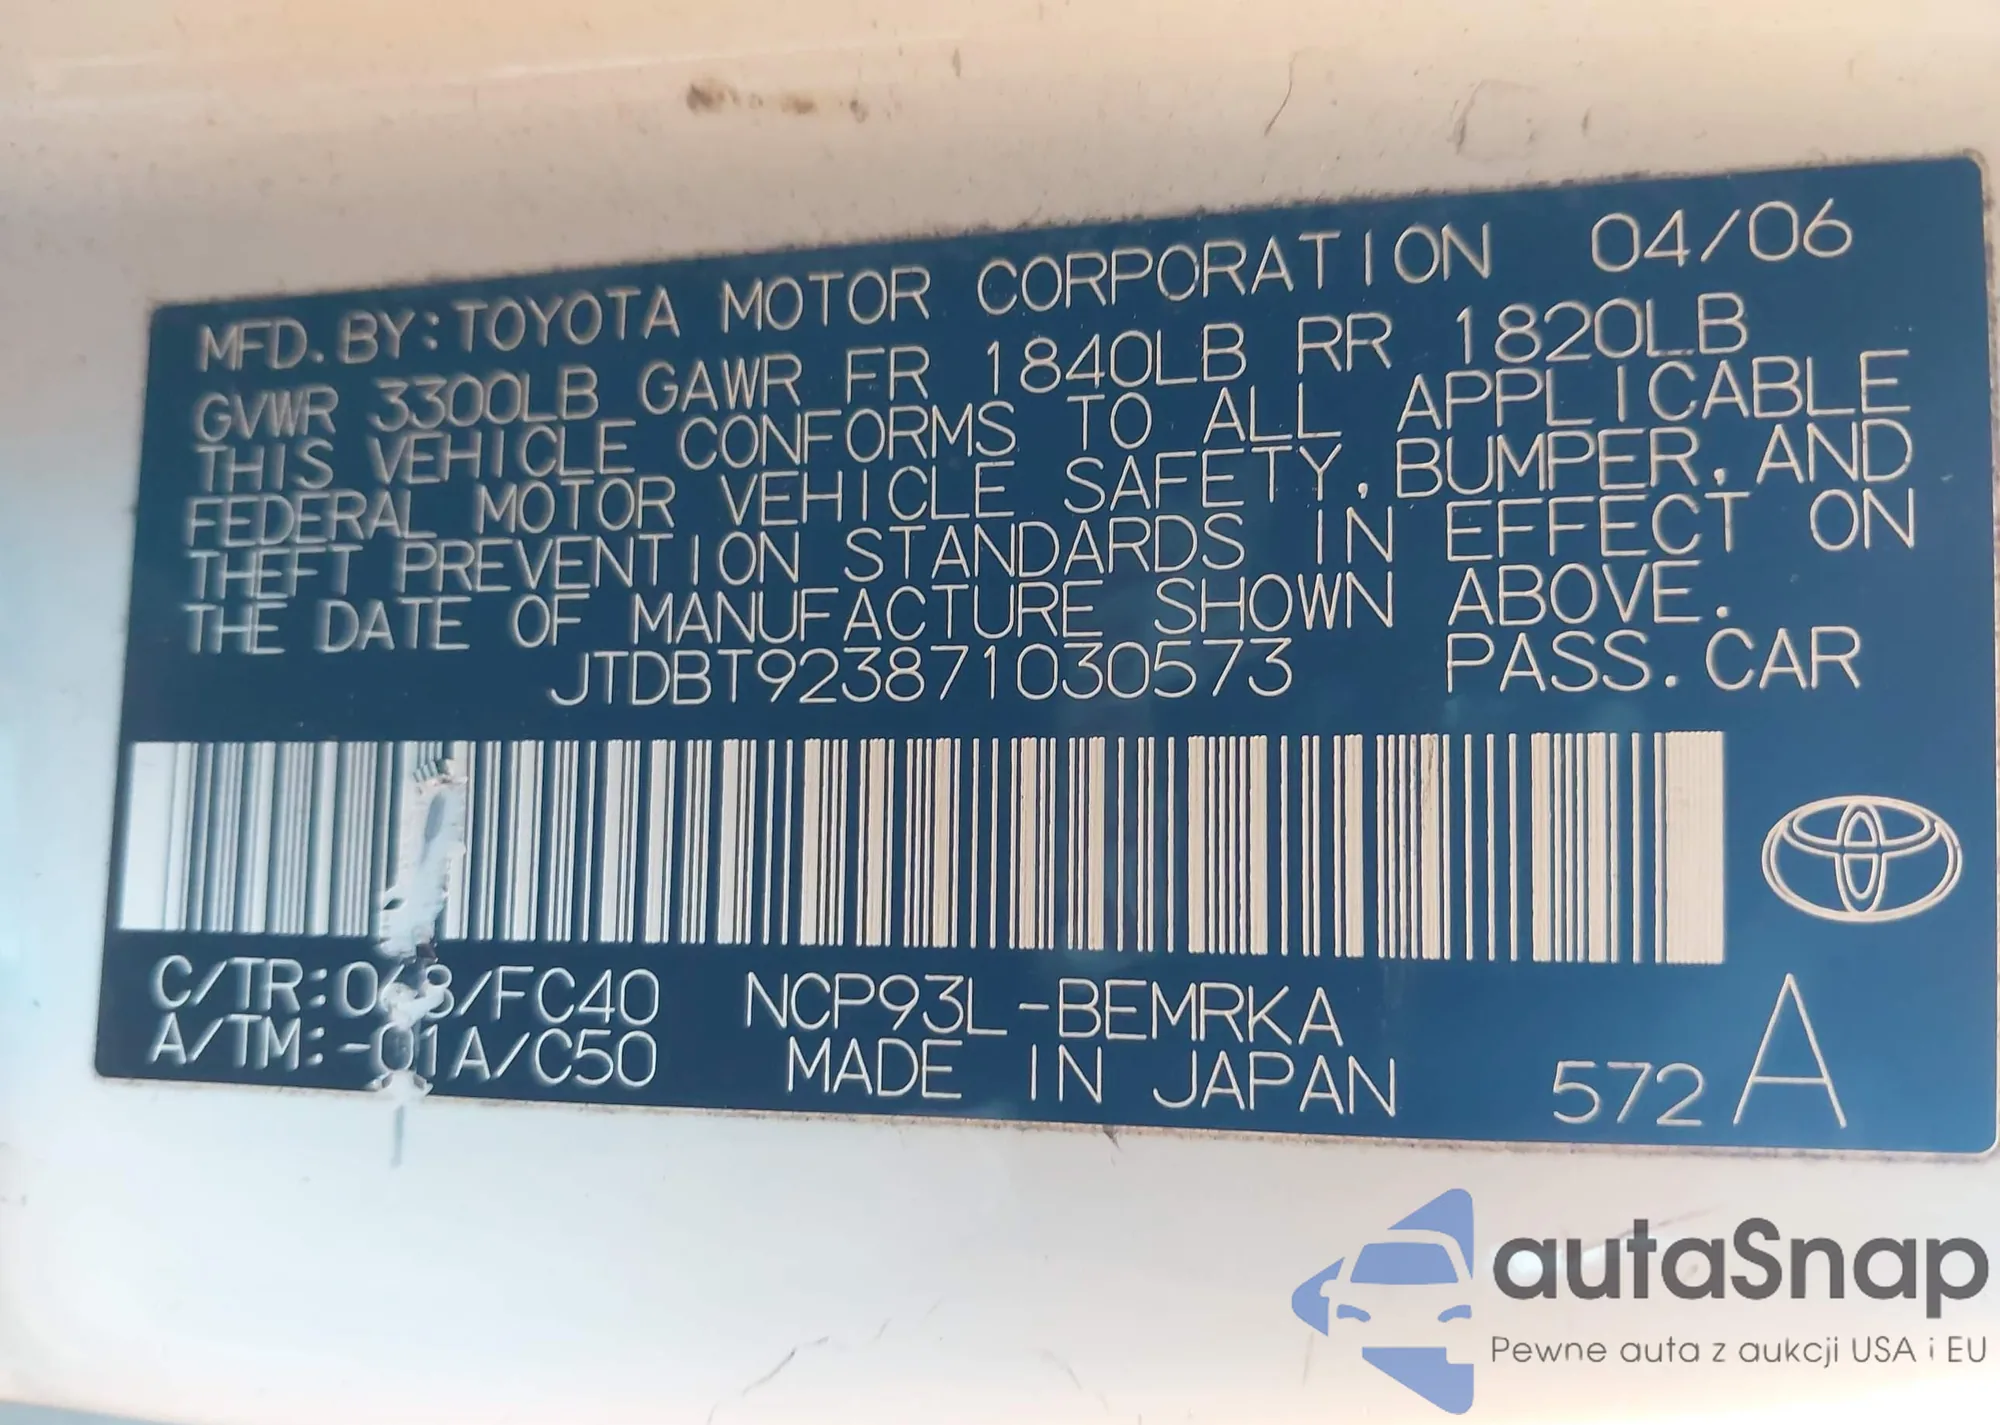 MFD. BY: TOYOTA MOTOR CORPORATION 04/06
GVWR 3300LB GAWR FR 1840LB RR 1820LB
THIS VEHICLE CONFORMS TO ALL APPLICABLE
FEDERAL MOTOR VEHICLE SAFETY, BUMPER, AND
THEFT PREVENTION STANDARDS IN EFFECT ON
THE DATE OF MANUFACTURE SHOWN ABOVE.
JTDBT923871030573 PASS. CAR
C/TR:068/FC40 NCP93L-BEMRKA
A/TM:-01A/C50 MADE IN JAPAN 572 A
autaSnap
Pewne auta z aukcji USA i EU